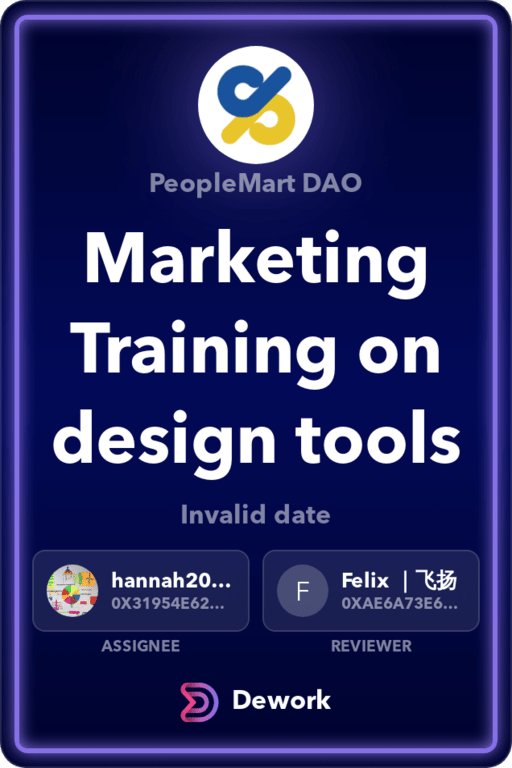 PeopleMart DAO
Marketing
Training on
design tools
Invalid date
hannah20...
0X31954E62...
F
Felix ｜飞扬
0XAE6A73E6...
ASSIGNEE
REVIEWER
Dework